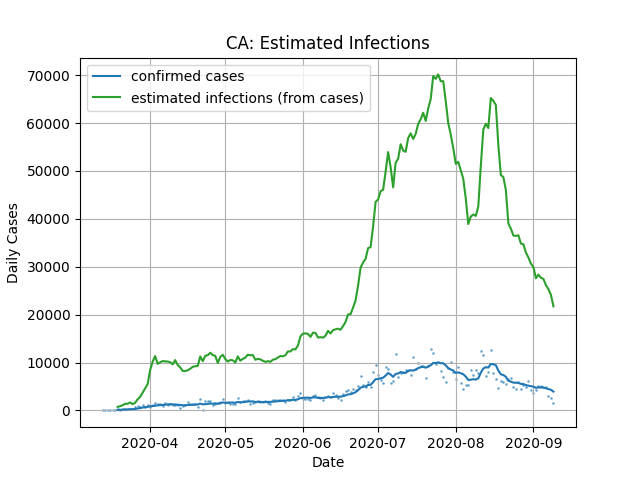 CA: Estimated Infections
confirmed cases
estimated infections (from cases)
Daily Cases
70000
60000
50000
40000
30000
20000
10000
0
2020-04 2020-05 2020-06 2020-07 2020-08 2020-09
Date